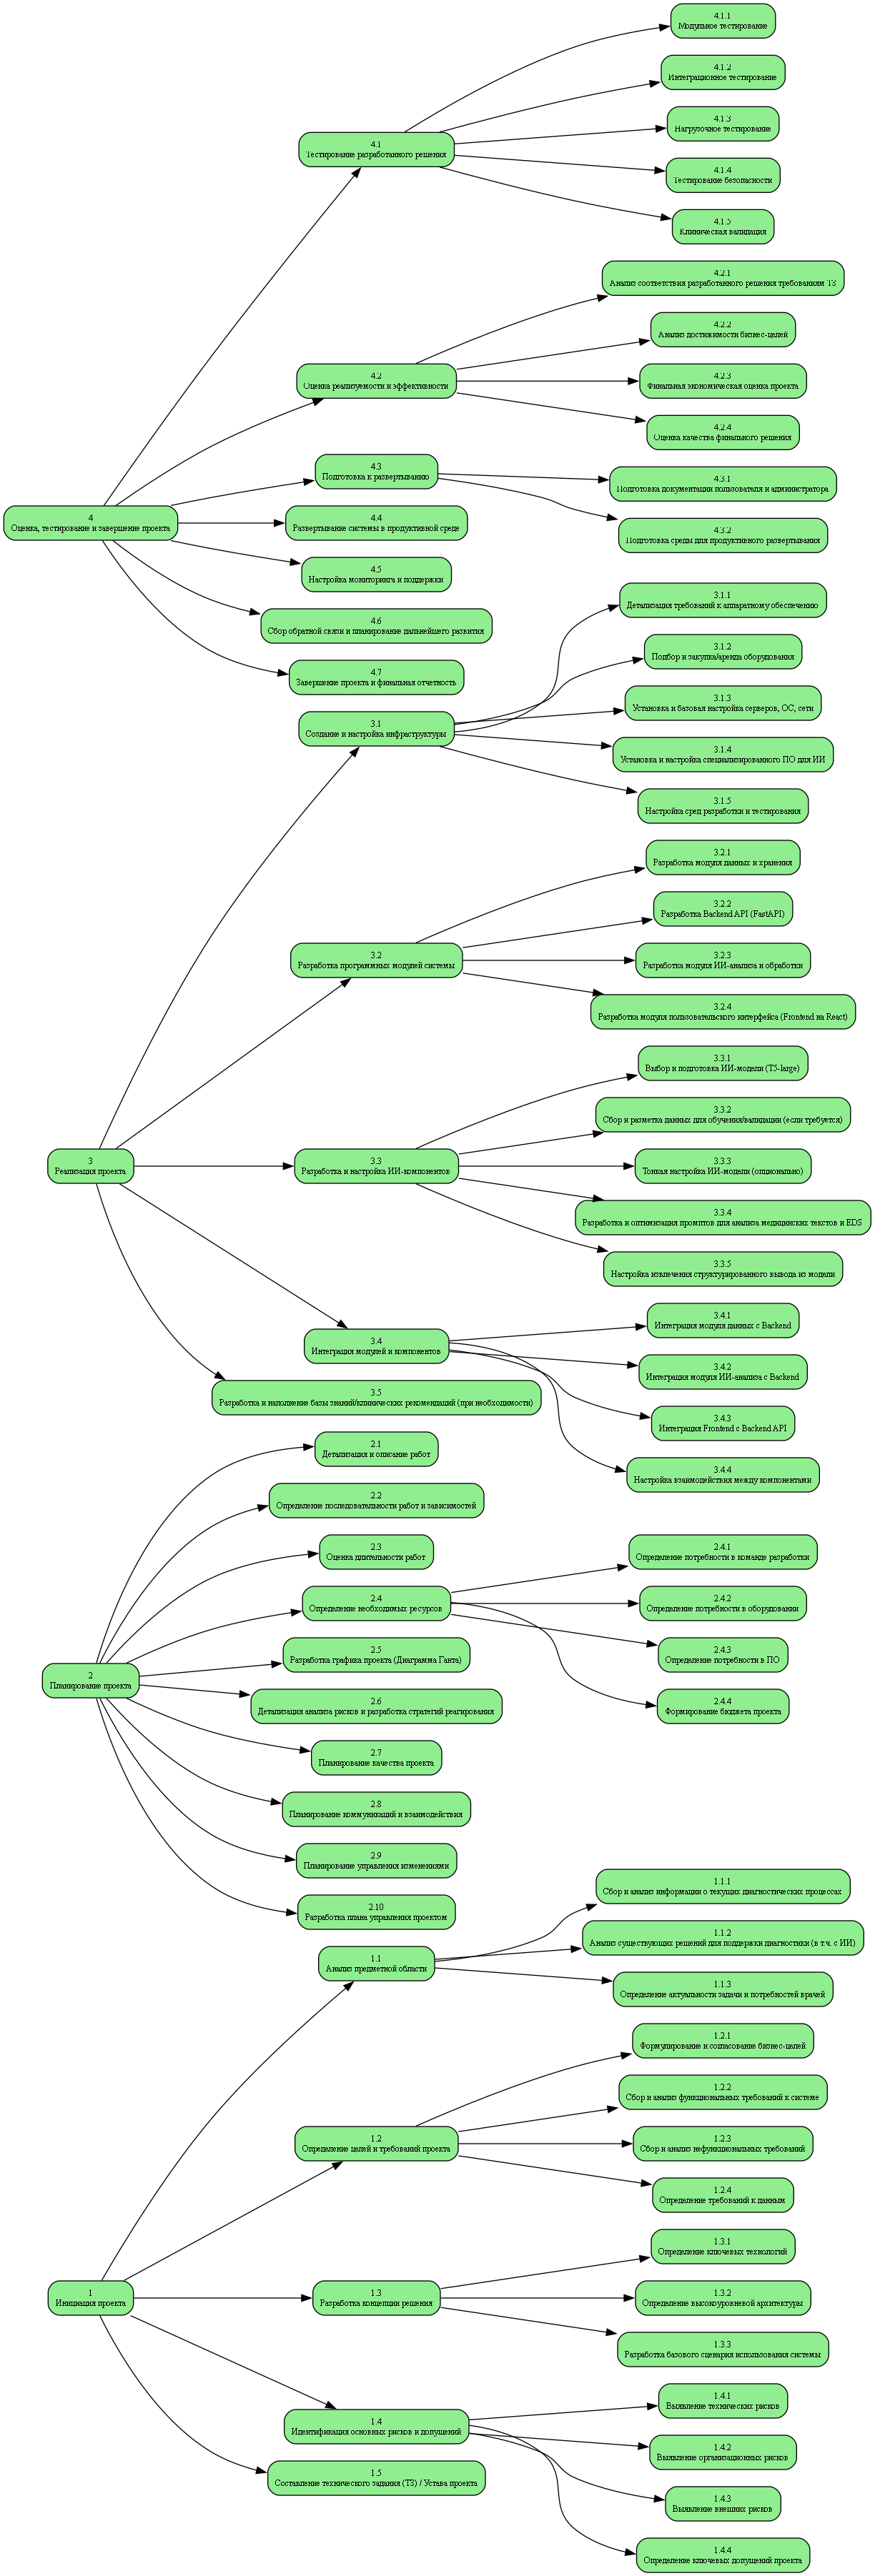 4.1.1
Модульное тестирование
4.1.2
Интеграционное тестирование
4.1.3
Нагрузочное тестирование
4.1
Тестирование разработанного решения
4.1.4
Тестирование безопасности
4.1.5
Клиническая валидация
4.2.1
Анализ соответствия разработанного решения требованиям ТЗ
4.2.2
Анализ достижимости бизнес-целей
4.2
Оценка реализуемости и эффективности
4.2.3
Финальная экономическая оценка проекта
4.2.4
Оценка качества финального решения
4.3
Подготовка к развертыванию
4.3.1
Подготовка документации пользователя и администратора
4
Оценка, тестирование и завершение проекта
4.4
Развертывание системы в продуктивной среде
4.3.2
Подготовка среды для продуктивного развертывания
4.5
Настройка мониторинга и поддержки
4.6
Сбор обратной связи и планирование дальнейшего развития
4.7
Завершение проекта и финальная отчетность
3.1.1
Детализация требований к аппаратному обеспечению
3.1.2
Подбор и закупка/аренда оборудования
3.1.3
Установка и базовая настройка серверов, ОС, сети
3.1
Создание и настройка инфраструктуры
3.1.4
Установка и настройка специализированного ПО для ИИ
3.1.5
Настройка сред разработки и тестирования
3.2.1
Разработка модуля данных и хранения
3.2.2
Разработка Backend API (FastAPI)
3.2
Разработка программных модулей системы
3.2.3
Разработка модуля ИИ-анализа и обработки
3.2.4
Разработка модуля пользовательского интерфейса (Frontend на React)
3.3.1
Выбор и подготовка ИИ-модели (T5-large)
3.3.2
Сбор и разметка данных для обучения/валидации (если требуется)
3
Реализация проекта
3.3
Разработка и настройка ИИ-компонентов
3.3.3
Тонкая настройка ИИ-модели (опционально)
3.3.4
Разработка и оптимизация промптов для анализа медицинских текстов и EDS
3.3.5
Настройка извлечения структурированного вывода из модели
3.4
Интеграция модулей и компонентов
3.4.1
Интеграция модуля данных с Backend
3.4.2
Интеграция модуля ИИ-анализа с Backend
3.5
Разработка и наполнение базы знаний/клинических рекомендаций (при необходимости)
3.4.3
Интеграция Frontend с Backend API
3.4.4
Настройка взаимодействия между компонентами
2.1
Детализация и описание работ
2.2
Определение последовательности работ и зависимостей
2.3
Оценка длительности работ
2.4
Определение необходимых ресурсов
2.4.1
Определение потребности в команде разработки
2.4.2
Определение потребности в оборудовании
2.4.3
Определение потребности в ПО
2.4.4
Формирование бюджета проекта
2
Планирование проекта
2.5
Разработка графика проекта (Диаграмма Ганта)
2.6
Детализация анализа рисков и разработка стратегий реагирования
2.7
Планирование качества проекта
2.8
Планирование коммуникаций и взаимодействия
2.9
Планирование управления изменениями
2.10
Разработка плана управления проектом
1.1.1
Сбор и анализ информации о текущих диагностических процессах
1.1
Анализ предметной области
1.1.2
Анализ существующих решений для поддержки диагностики (в т.ч. с ИИ)
1.1.3
Определение актуальности задачи и потребностей врачей
1.2.1
Формулирование и согласование бизнес-целей
1.2.2
Сбор и анализ функциональных требований к системе
1.2
Определение целей и требований проекта
1.2.3
Сбор и анализ нефункциональных требований
1.2.4
Определение требований к данным
1.3.1
Определение ключевых технологий
1
Инициация проекта
1.3
Разработка концепции решения
1.3.2
Определение высокоуровневой архитектуры
1.3.3
Разработка базового сценария использования системы
1.4.1
Выявление технических рисков
1.4
Идентификация основных рисков и допущений
1.4.2
Выявление организационных рисков
1.5
Составление технического задания (ТЗ) / Устава проекта
1.4.3
Выявление внешних рисков
1.4.4
Определение ключевых допущений проекта